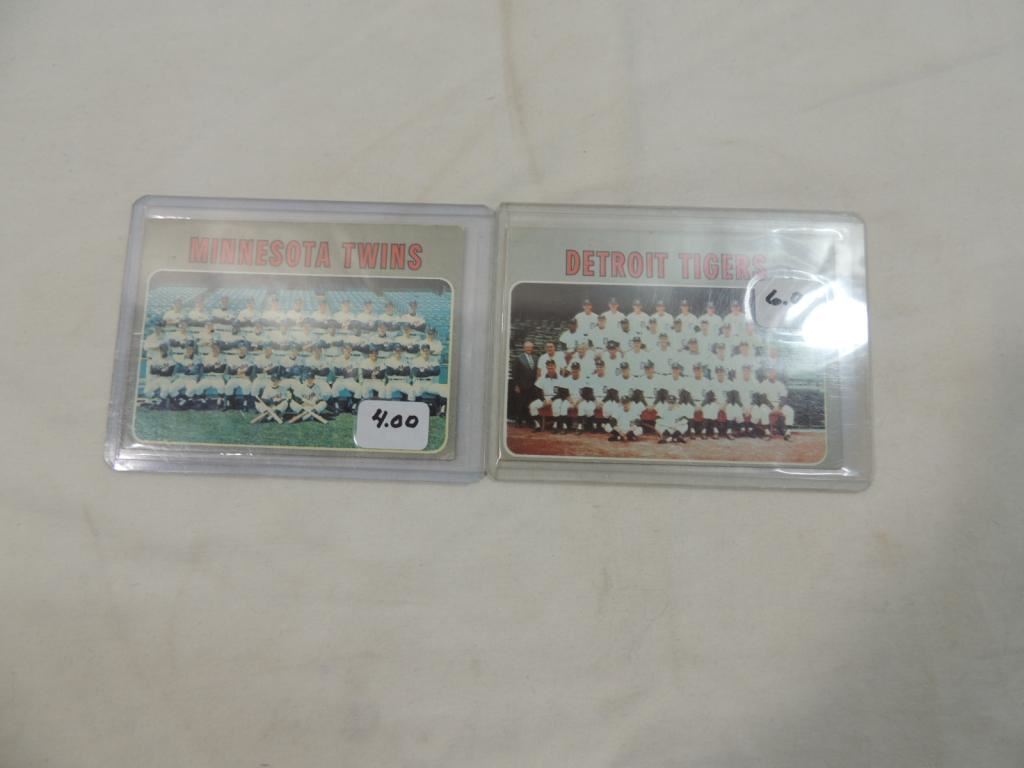 MINNESOTA TWINS
4.00
DETROIT TIGERS